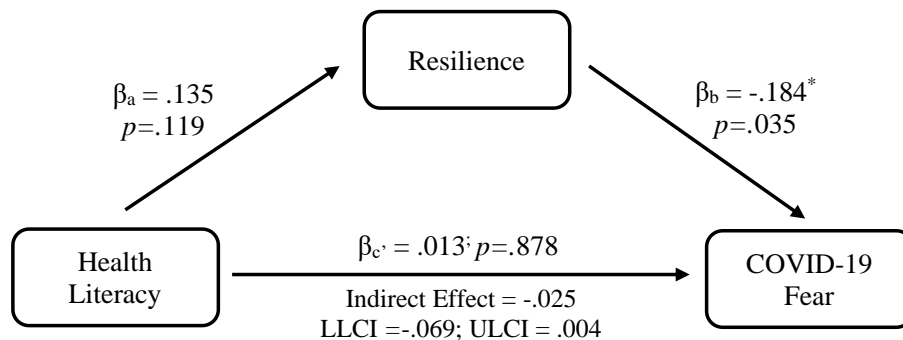 Resilience
βa = .135
p=.119
βb = -.184*
p=.035
Health
Literacy
βc' = .013; p=.878
Indirect Effect = -.025
LLCI =-.069; ULCI = .004
COVID-19
Fear